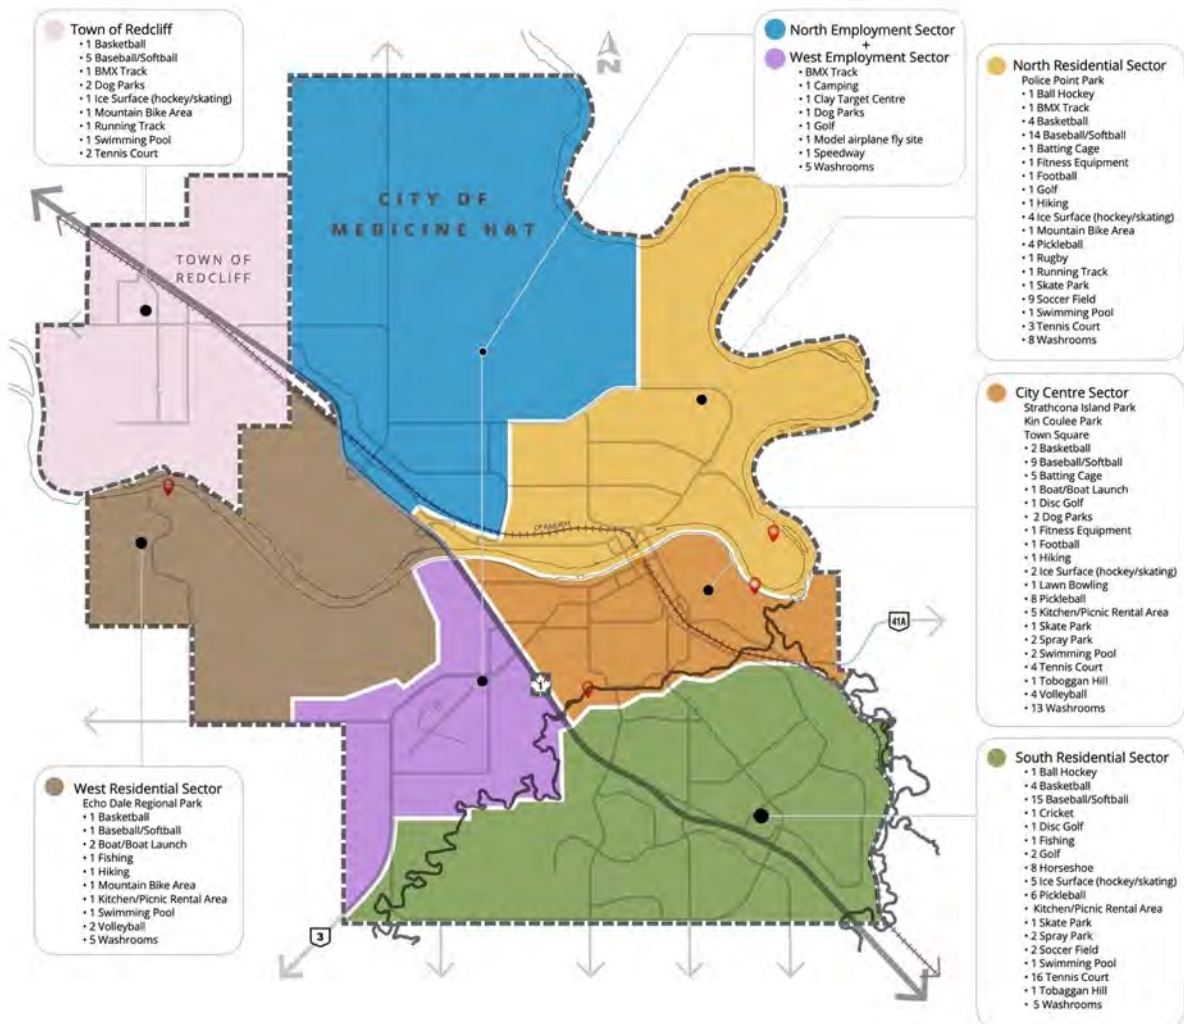 Town of Redcliff
• 1 Basketball
• 5 Baseball/Softball
• 1 BMX Track
• 2 Dog Parks
• 1 Ice Surface (hockey/skating)
• 1 Mountain Bike Area
• 1 Running Track
• 1 Swimming Pool
• 2 Tennis Court
North Employment Sector
+
West Employment Sector
• BMX Track
• 1 Camping
• 1 Clay Target Centre
• 1 Dog Parks
• 1 Golf
• 1 Model airplane fly site
• 1 Speedway
• 5 Washrooms
N
North Residential Sector
Police Point Park
• 1 Ball Hockey
• 1 BMX Track
• 4 Basketball
• 14 Baseball/Softball
• 1 Batting Cage
• 1 Fitness Equipment
• 1 Football
• 1 Golf
• 1 Hiking
• 4 Ice Surface (hockey/skating)
• 1 Mountain Bike Area
• 4 Pickleball
• 1 Rugby
• 1 Running Track
• 1 Skate Park
• 9 Soccer Field
• 1 Swimming Pool
• 3 Tennis Court
• 8 Washrooms
CITY OF
MEDICINE HAT
TOWN OF
REDCLIFF
City Centre Sector
Strathcona Island Park
Kin Coulee Park
Town Square
• 2 Basketball
• 9 Baseball/Softball
• 5 Batting Cage
• 1 Boat/Boat Launch
• 1 Disc Golf
• 2 Dog Parks
• 1 Fitness Equipment
• 1 Football
• 1 Hiking
• 2 Ice Surface (hockey/skating)
• 1 Lawn Bowling
• 8 Pickleball
• 5 Kitchen/Picnic Rental Area
• 1 Skate Park
• 2 Spray Park
• 2 Swimming Pool
• 4 Tennis Court
• 1 Toboggan Hill
• 4 Volleyball
• 13 Washrooms
41A
1
3
West Residential Sector
Echo Dale Regional Park
• 1 Basketball
• 1 Baseball/Softball
• 2 Boat/Boat Launch
• 1 Fishing
• 1 Hiking
• 1 Mountain Bike Area
• 1 Kitchen/Picnic Rental Area
• 1 Swimming Pool
• 2 Volleyball
• 5 Washrooms
South Residential Sector
• 1 Ball Hockey
• 4 Basketball
• 15 Baseball/Softball
• 1 Cricket
• 1 Disc Golf
• 1 Fishing
• 2 Golf
• 8 Horseshoe
• 5 Ice Surface (hockey/skating)
• 6 Pickleball
• Kitchen/Picnic Rental Area
• 1 Skate Park
• 2 Spray Park
• 2 Soccer Field
• 1 Swimming Pool
• 16 Tennis Court
• 1 Tobaggan Hill
• 5 Washrooms